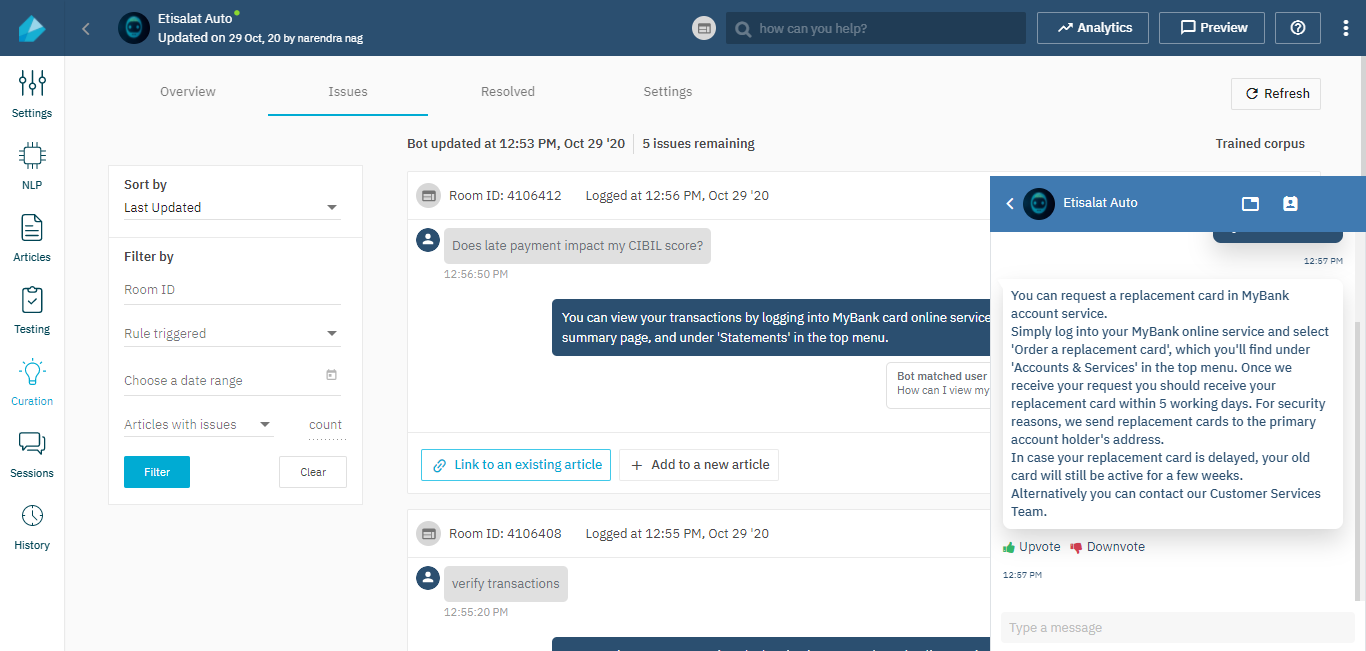 Etisalat Auto
Updated on 29 Oct, 20 by narendra nag
how can you help?
Analytics
Preview
Settings
NLP
Articles
Testing
Curation
Sessions
History
Overview
Issues
Resolved
Settings
Refresh
Bot updated at 12:53 PM, Oct 29 '20
5 issues remaining
Trained corpus
Sort by
Last Updated
Filter by
Room ID
Rule triggered
Choose a date range
Articles with issues
count
Filter
Clear
Room ID: 4106412
Logged at 12:56 PM, Oct 29 '20
Does late payment impact my CIBIL score?
12:56:50 PM
You can view your transactions by logging into MyBank card online service
summary page, and under 'Statements' in the top menu.
Bot matched user
How can I view my
Link to an existing article
Add to a new article
Room ID: 4106408
Logged at 12:55 PM, Oct 29 '20
verify transactions
12:55:20 PM
Etisalat Auto
12:57 PM
You can request a replacement card in MyBank
account service.
Simply log into your MyBank online service and select
'Order a replacement card', which you'll find under
'Accounts & Services' in the top menu. Once we
receive your request you should receive your
replacement card within 5 working days. For security
reasons, we send replacement cards to the primary
account holder's address.
In case your replacement card is delayed, your old
card will still be active for a few weeks.
Alternatively you can contact our Customer Services
Team.
Upvote
Downvote
12:57 PM
Type a message